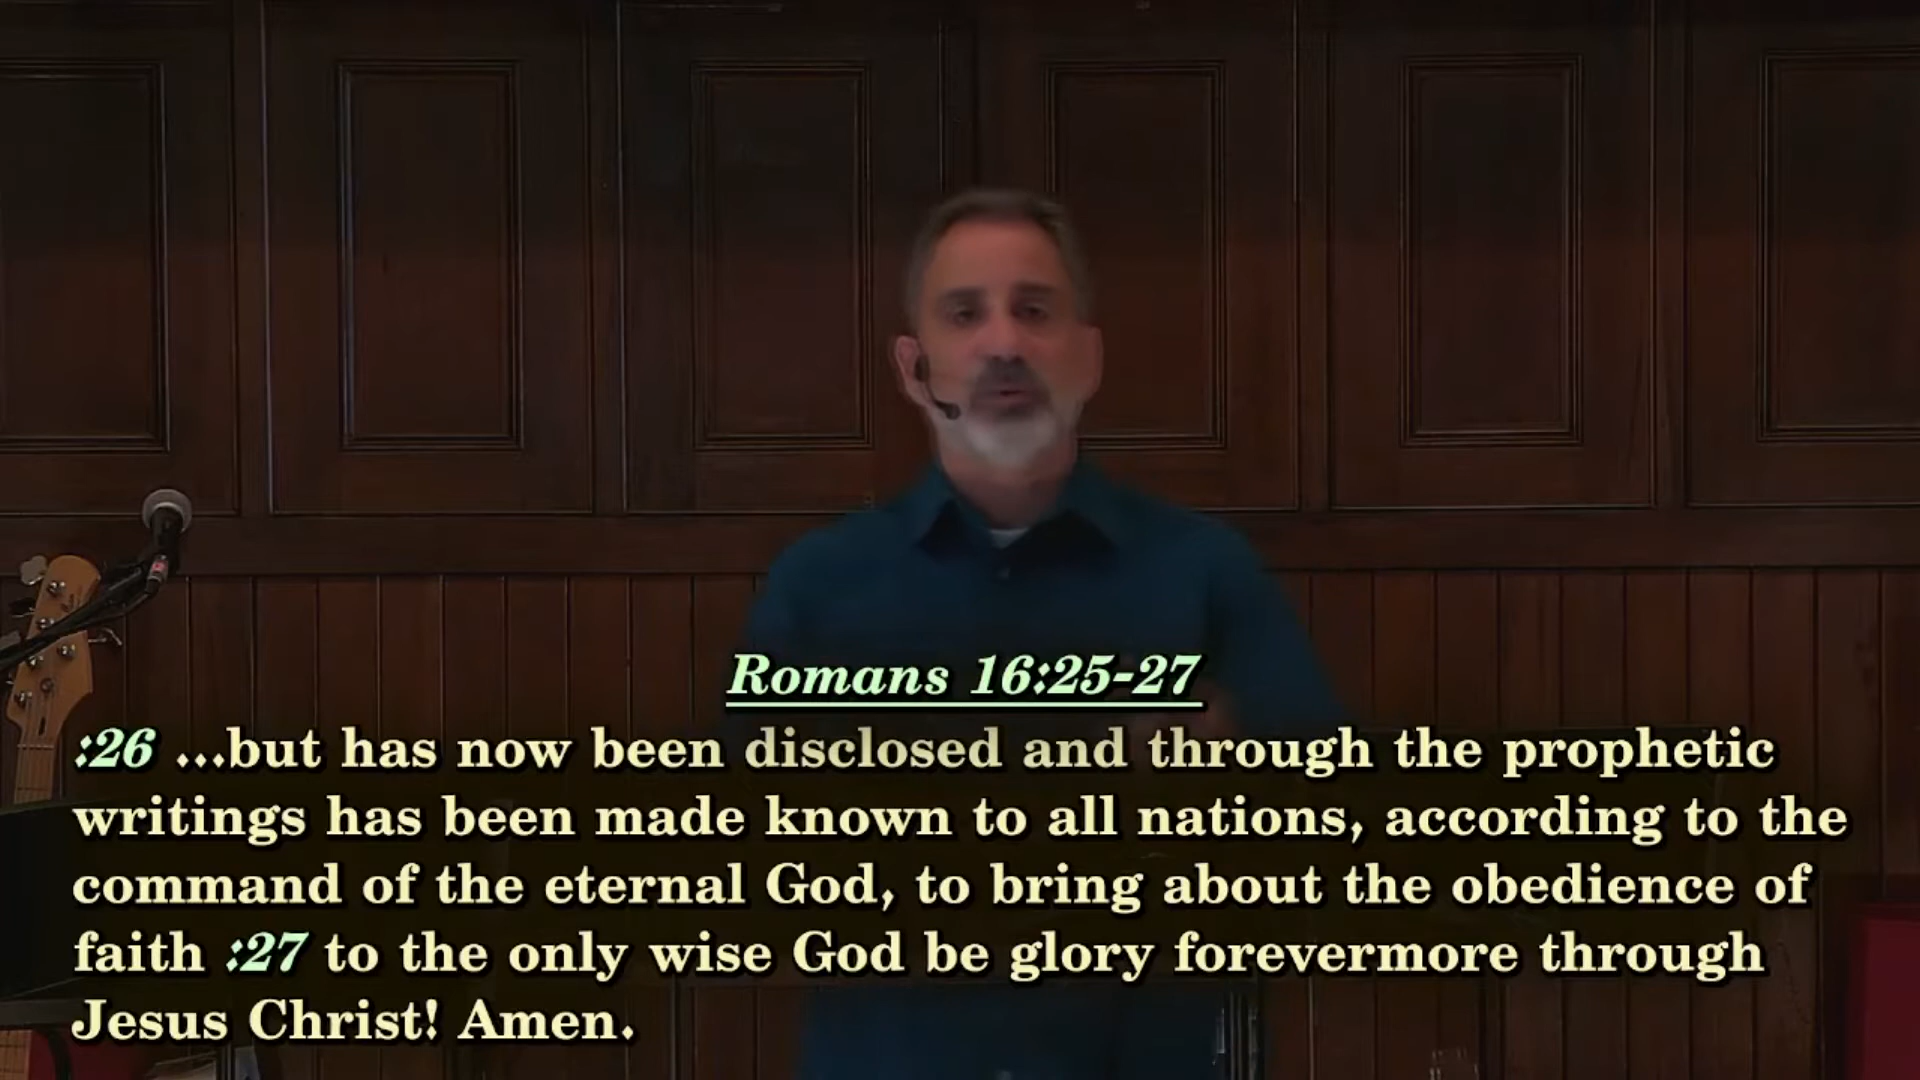 Romans 16:25-27
:26 ...but has now been disclosed and through the prophetic
writings has been made known to all nations, according to the
command of the eternal God, to bring about the obedience of
faith :27 to the only wise God be glory forevermore through
Jesus Christ! Amen.